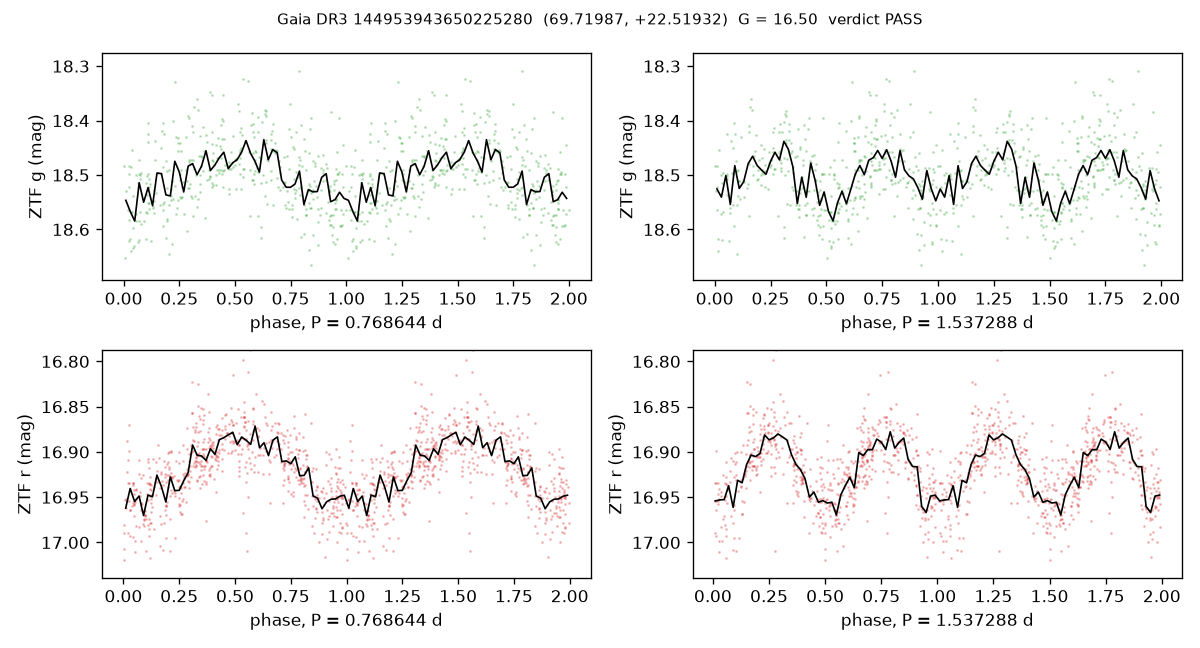 Gaia DR3 144953943650225280  (69.71987, +22.51932)  G = 16.50  verdict PASS
ZTF g (mag)
18.3
18.4
18.5
18.6
0.00 0.25 0.50 0.75 1.00 1.25 1.50 1.75 2.00
phase, P = 0.768644 d
ZTF g (mag)
18.3
18.4
18.5
18.6
0.00 0.25 0.50 0.75 1.00 1.25 1.50 1.75 2.00
phase, P = 1.537288 d
ZTF r (mag)
16.80
16.85
16.90
16.95
17.00
0.00 0.25 0.50 0.75 1.00 1.25 1.50 1.75 2.00
phase, P = 0.768644 d
ZTF r (mag)
16.80
16.85
16.90
16.95
17.00
0.00 0.25 0.50 0.75 1.00 1.25 1.50 1.75 2.00
phase, P = 1.537288 d